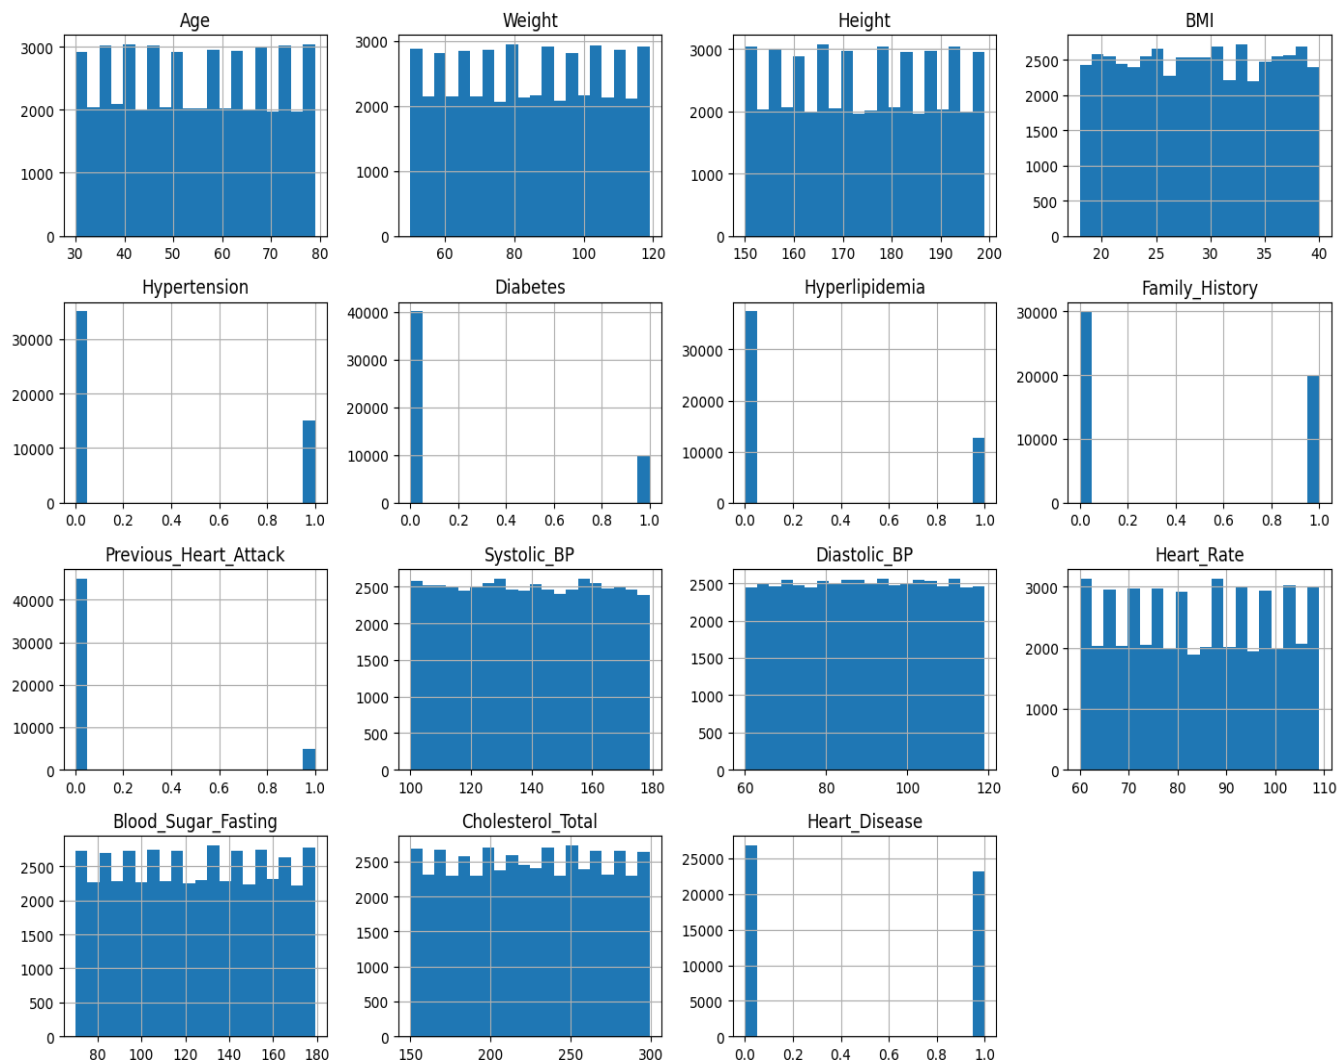 Age
3000
2000
1000
0
30 40 50 60 70 80
Weight
3000
2000
1000
0
60 80 100 120
Height
3000
2000
1000
0
150 160 170 180 190 200
BMI
2500
2000
1500
1000
500
0
20 25 30 35 40
Hypertension
30000
20000
10000
0
0.0 0.2 0.4 0.6 0.8 1.0
Diabetes
40000
30000
20000
10000
0
0.0 0.2 0.4 0.6 0.8 1.0
Hyperlipidemia
30000
20000
10000
0
0.0 0.2 0.4 0.6 0.8 1.0
Family_History
30000
20000
10000
0
0.0 0.2 0.4 0.6 0.8 1.0
Previous_Heart_Attack
40000
30000
20000
10000
0
0.0 0.2 0.4 0.6 0.8 1.0
Systolic_BP
2500
2000
1500
1000
500
0
100 120 140 160 180
Diastolic_BP
2500
2000
1500
1000
500
0
60 80 100 120
Heart_Rate
3000
2000
1000
0
60 70 80 90 100 110
Blood_Sugar_Fasting
2500
2000
1500
1000
500
0
80 100 120 140 160 180
Cholesterol_Total
2500
2000
1500
1000
500
0
150 200 250 300
Heart_Disease
25000
20000
15000
10000
5000
0
0.0 0.2 0.4 0.6 0.8 1.0